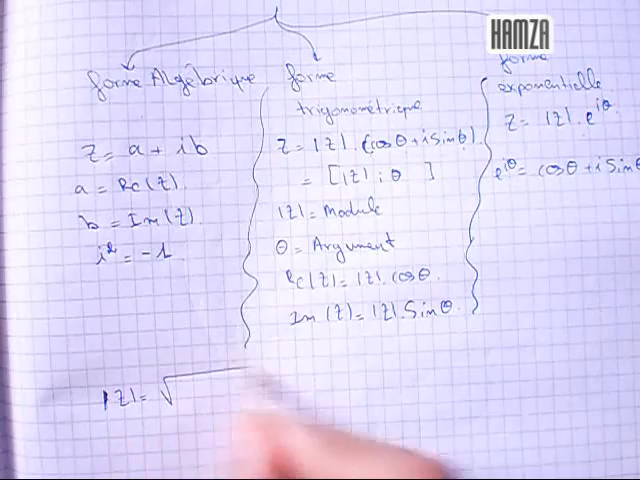 HAMZA
forme Algébrique
z = a + ib
a = Re(z)
b = Im(z)
i² = -1
forme
trigonométrique
z = |z| . (cosθ + i sinθ)
= [|z| ; θ ]
|z| = Module
θ = Argument
Re(z) = |z| . cosθ
Im(z) = |z| . Sinθ
forme
exponentielle
z = |z| . e^iθ
e^iθ = cosθ + i Sinθ
|z| = √